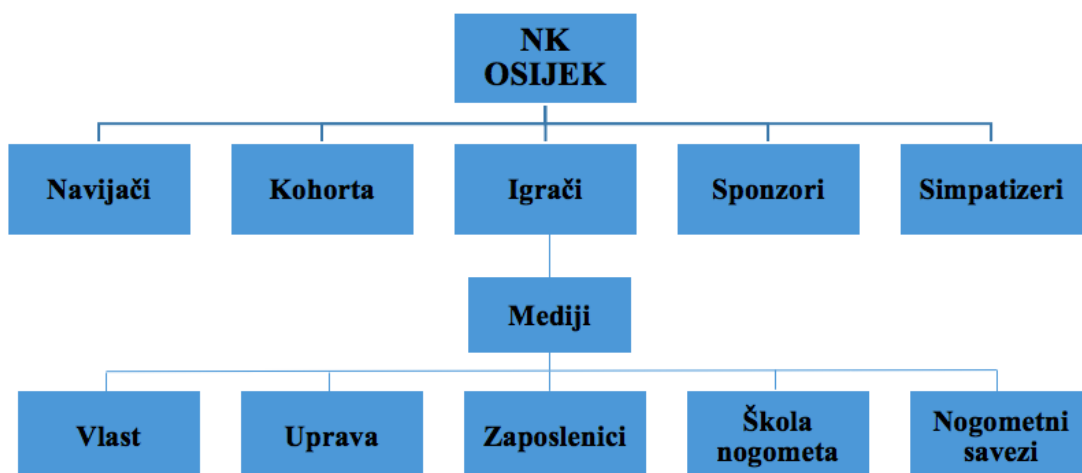 NK
OSIJEK
Navijači
Kohorta
Igrači
Sponzori
Simpatizeri
Mediji
Vlast
Uprava
Zaposlenici
Škola
nogometa
Nogometni
savezi